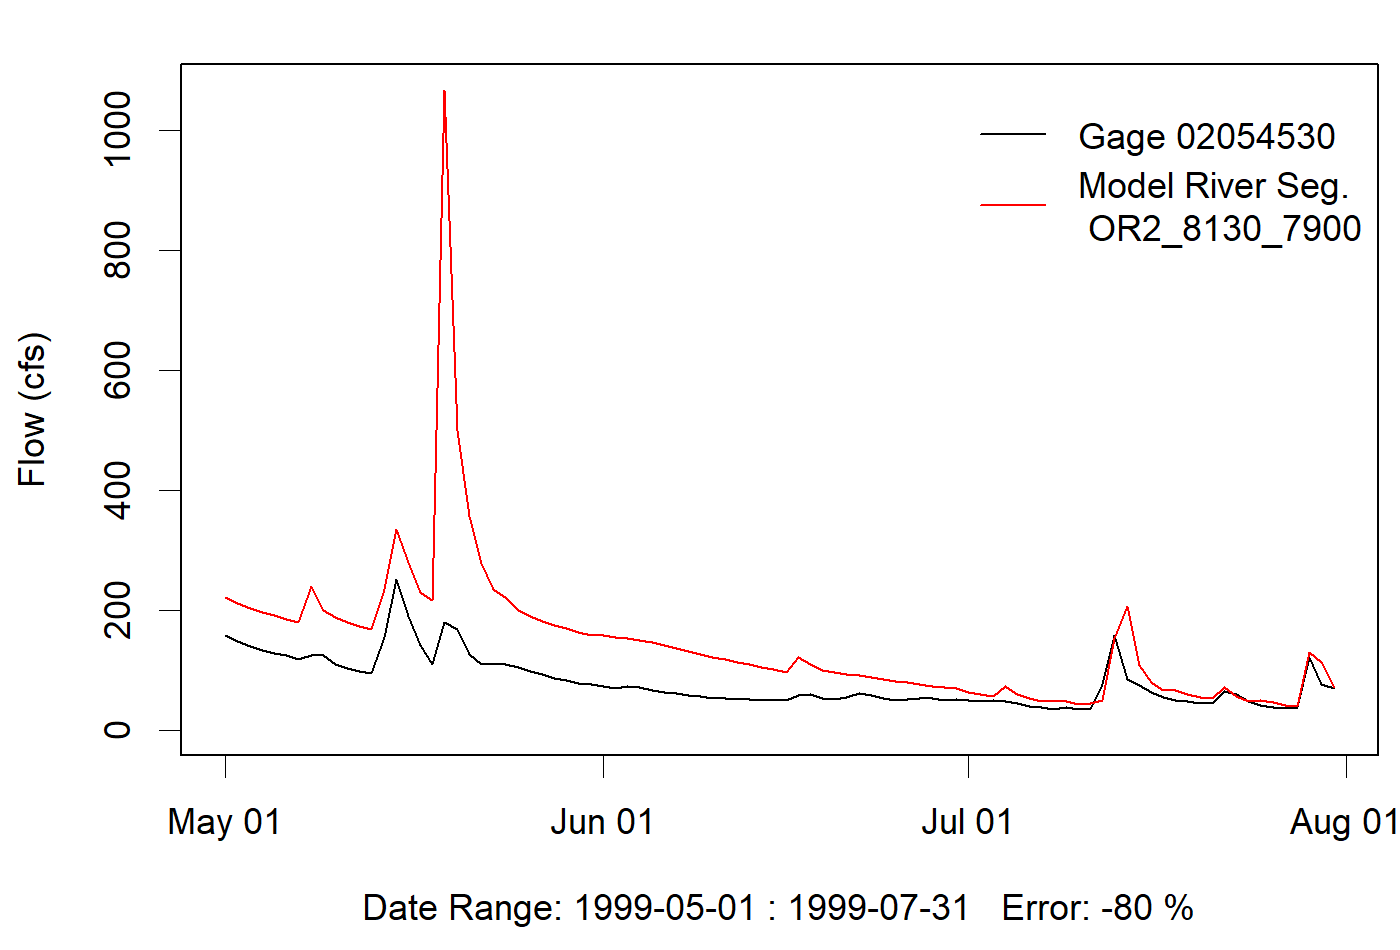 1000
800
600
400
200
0
Flow (cfs)
Gage 02054530
Model River Seg.
OR2_8130_7900
May 01
Jun 01
Jul 01
Aug 01
Date Range: 1999-05-01 : 1999-07-31 Error: -80 %